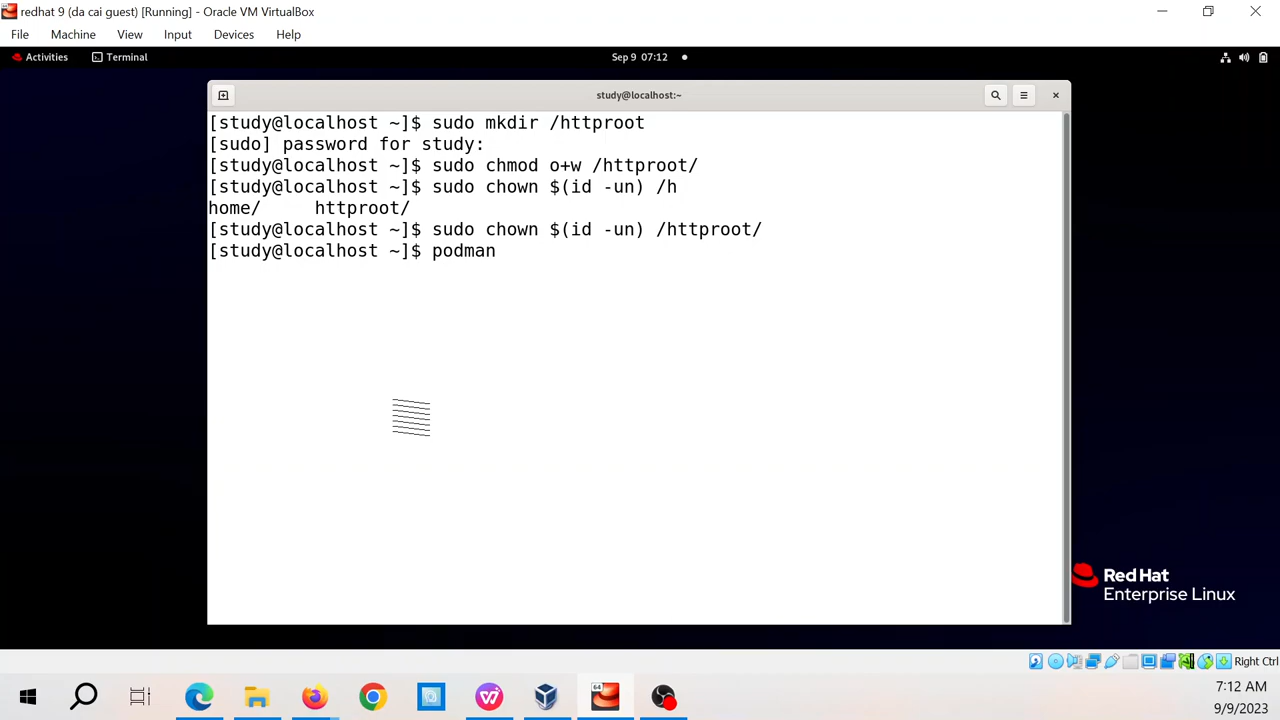 redhat 9 (da cai guest) [Running] - Oracle VM VirtualBox
File Machine View Input Devices Help
Activities Terminal Sep 9 07:12
study@localhost:~
[study@localhost ~]$ sudo mkdir /httproot
[sudo] password for study:
[study@localhost ~]$ sudo chmod o+w /httproot/
[study@localhost ~]$ sudo chown $(id -un) /h
home/ httproot/
[study@localhost ~]$ sudo chown $(id -un) /httproot/
[study@localhost ~]$ podman
Red Hat
Enterprise Linux
Right Ctrl
64
7:12 AM
9/9/2023